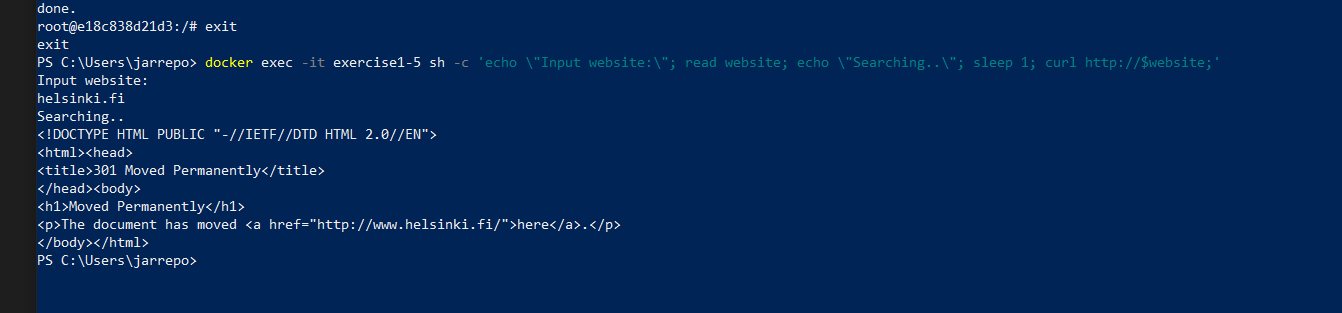 done.
root@e18c838d21d3:/# exit
exit
PS C:\Users\jarrepo> docker exec -it exercise1-5 sh -c 'echo \"Input website:\"; read website; echo \"Searching..\"; sleep 1; curl http://$website;'
Input website:
helsinki.fi
Searching..
<!DOCTYPE HTML PUBLIC "-//IETF//DTD HTML 2.0//EN">
<html><head>
<title>301 Moved Permanently</title>
</head><body>
<h1>Moved Permanently</h1>
<p>The document has moved <a href="http://www.helsinki.fi/">here</a>.</p>
</body></html>
PS C:\Users\jarrepo>